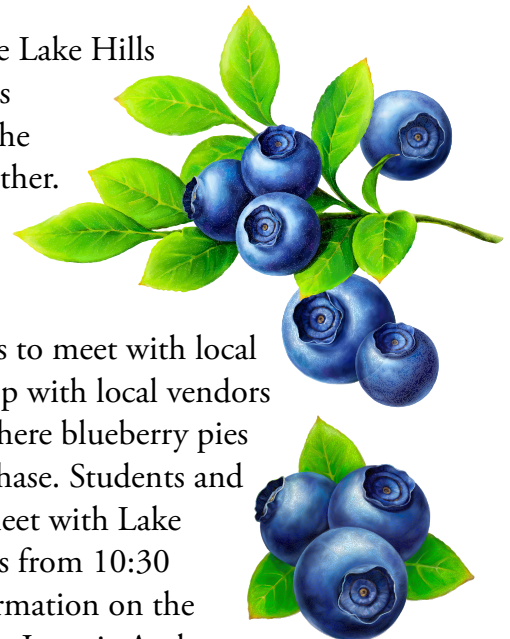 e Lake Hills
s
he
ther.
s to meet with local
p with local vendors
here blueberry pies
hase. Students and
eet with Lake
s from 10:30
rmation on the